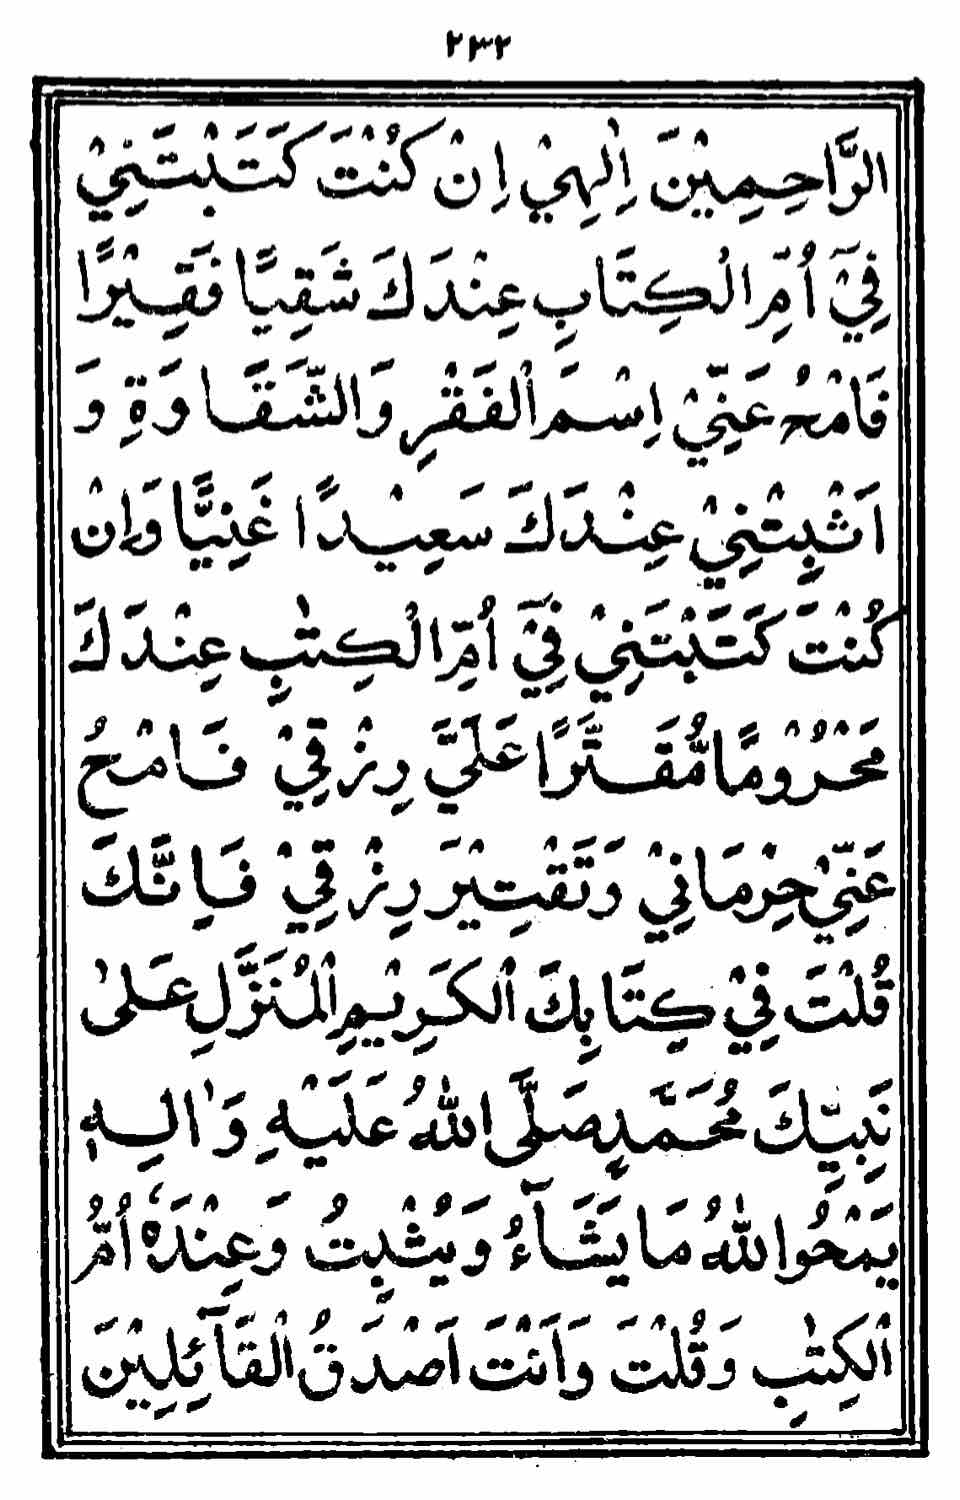 ٢٣٢
الرَّاحِمِيْنَ اِلٰهِيْ اِنْ كُنْتَ كَتَبْتَنِيْ
فِيْٓ اُمِّ الْكِتَابِ عِنْدَكَ شَقِيًّا فَقِيْرًا
فَامْحُ عَنِّيْ اِسْمَ الْفَقْرِ وَالشَّقَاوَةِ وَ
اَثْبِتْنِيْ عِنْدَكَ سَعِيْدًا غَنِيًّا وَاِنْ
كُنْتَ كَتَبْتَنِيْ فِيْٓ اُمِّ الْكِتٰبِ عِنْدَكَ
مَحْرُوْمًا مُّقَتَّرًا عَلَيَّ رِزْقِيْ فَامْحُ
عَنِّيْ حِرْمَانِيْ وَتَقْتِيْرَ رِزْقِيْ فَاِنَّكَ
قُلْتَ فِيْ كِتَابِكَ الْكَرِيْمِ الْمُنَزَّلِ عَلىٰ
نَبِيِّكَ مُحَمَّدٍ صَلَّى اللّٰهُ عَلَيْهِ وَاٰلِهٖ
يَمْحُوا اللّٰهُ مَا يَشَآءُ وَيُثْبِتُ وَعِنْدَهٗ اُمُّ
الْكِتٰبِ وَقُلْتَ وَاَنْتَ اَصْدَقُ الْقَآئِلِيْنَ